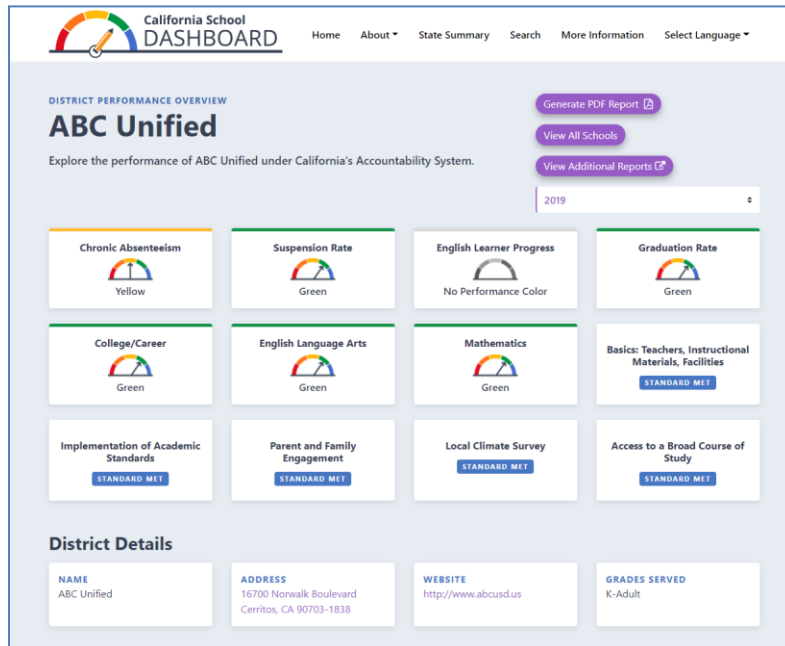 California School
DASHBOARD
Home About State Summary Search More Information Select Language
DISTRICT PERFORMANCE OVERVIEW
ABC Unified
Explore the performance of ABC Unified under California's Accountability System.
Generate PDF Report
View All Schools
View Additional Reports
2019
Chronic Absenteeism
Yellow
Suspension Rate
Green
English Learner Progress
No Performance Color
Graduation Rate
Green
College/Career
Green
English Language Arts
Green
Mathematics
Green
Basics: Teachers, Instructional
Materials, Facilities
STANDARD MET
Implementation of Academic
Standards
STANDARD MET
Parent and Family
Engagement
STANDARD MET
Local Climate Survey
STANDARD MET
Access to a Broad Course of
Study
STANDARD MET
District Details
NAME
ABC Unified
ADDRESS
16700 Norwalk Boulevard
Cerritos, CA 90703-1838
WEBSITE
http://www.abcusd.us
GRADES SERVED
K-Adult